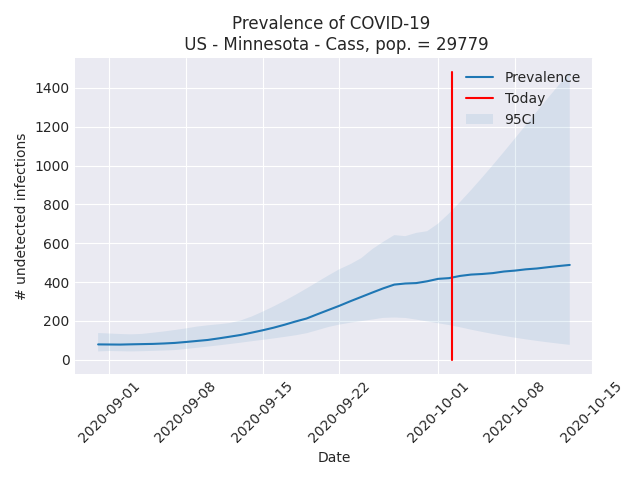 Prevalence of COVID-19
US - Minnesota - Cass, pop. = 29779
Prevalence
Today
95CI
1400
1200
1000
800
600
400
200
0
# undetected infections
2020-09-01
2020-09-08
2020-09-15
2020-09-22
2020-10-01
2020-10-08
2020-10-15
Date